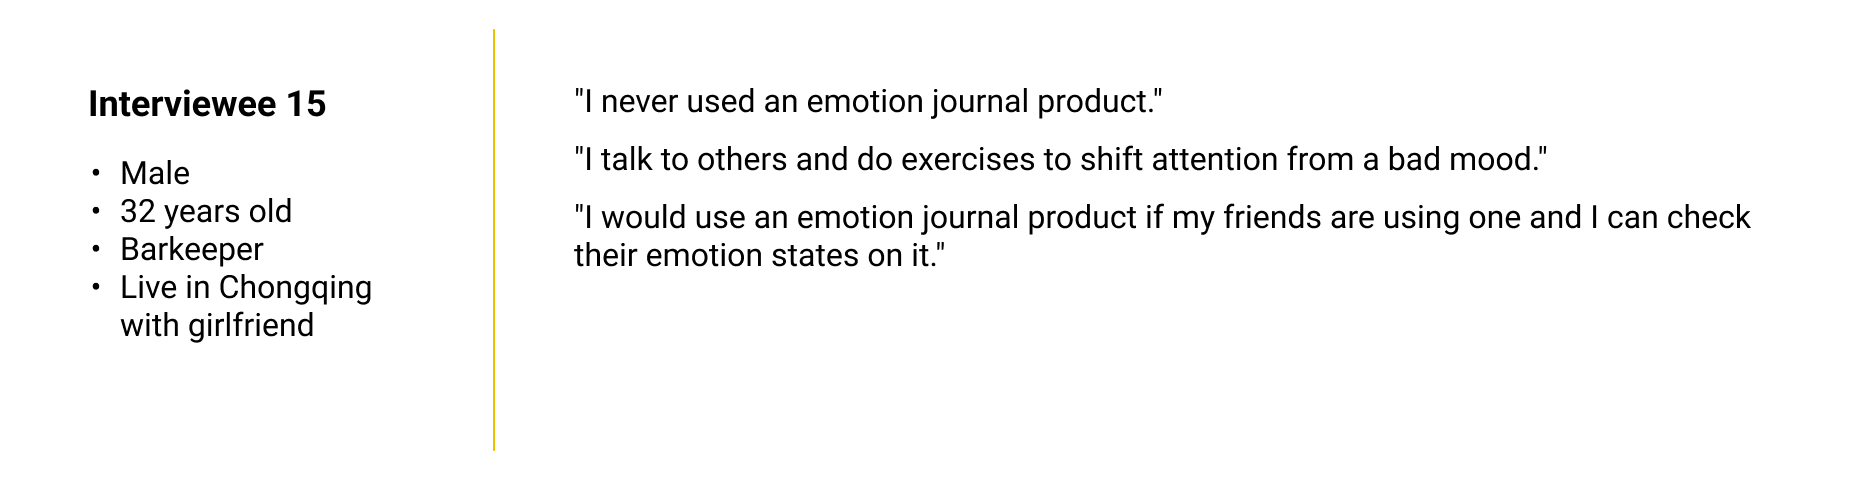 Interviewee 15
• Male
• 32 years old
• Barkeeper
• Live in Chongqing
with girlfriend
"I never used an emotion journal product."
"I talk to others and do exercises to shift attention from a bad mood."
"I would use an emotion journal product if my friends are using one and I can check
their emotion states on it."